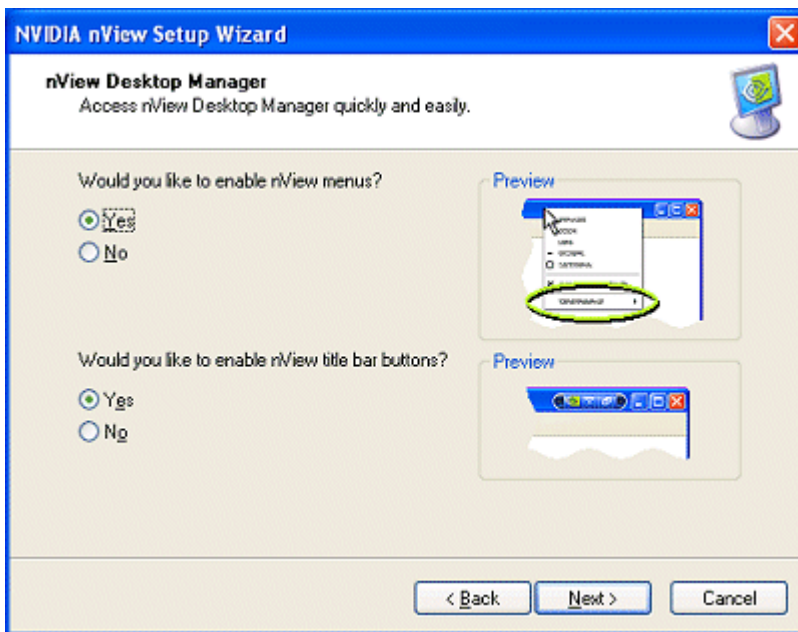 NVIDIA nView Setup Wizard
nView Desktop Manager
Access nView Desktop Manager quickly and easily.
Would you like to enable nView menus?
Preview
Yes
No
Would you like to enable nView title bar buttons?
Preview
Yes
No
< Back
Next >
Cancel